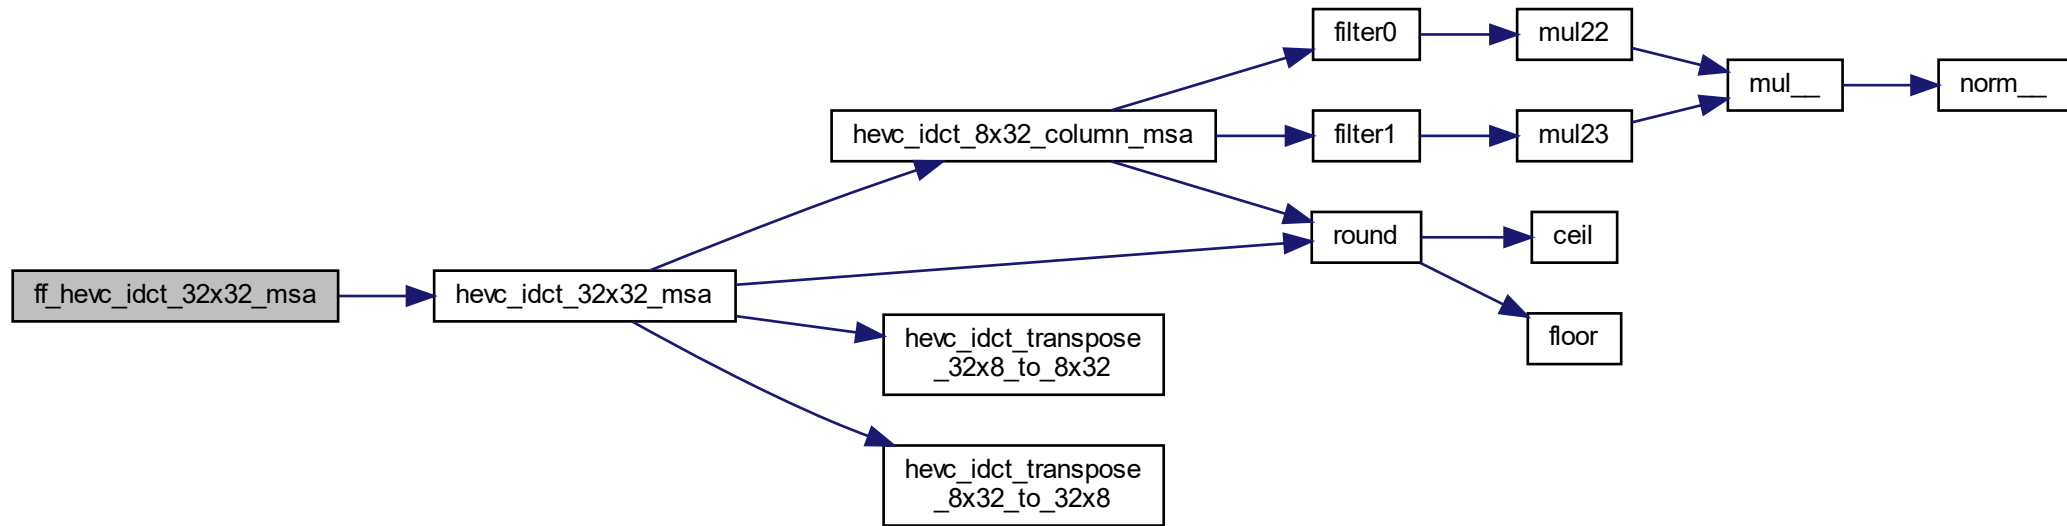 ff_hevc_idct_32x32_msa
hevc_idct_32x32_msa
hevc_idct_8x32_column_msa
hevc_idct_transpose
_32x8_to_8x32
hevc_idct_transpose
_8x32_to_32x8
filter0
filter1
round
mul22
mul23
ceil
floor
mul__
norm__